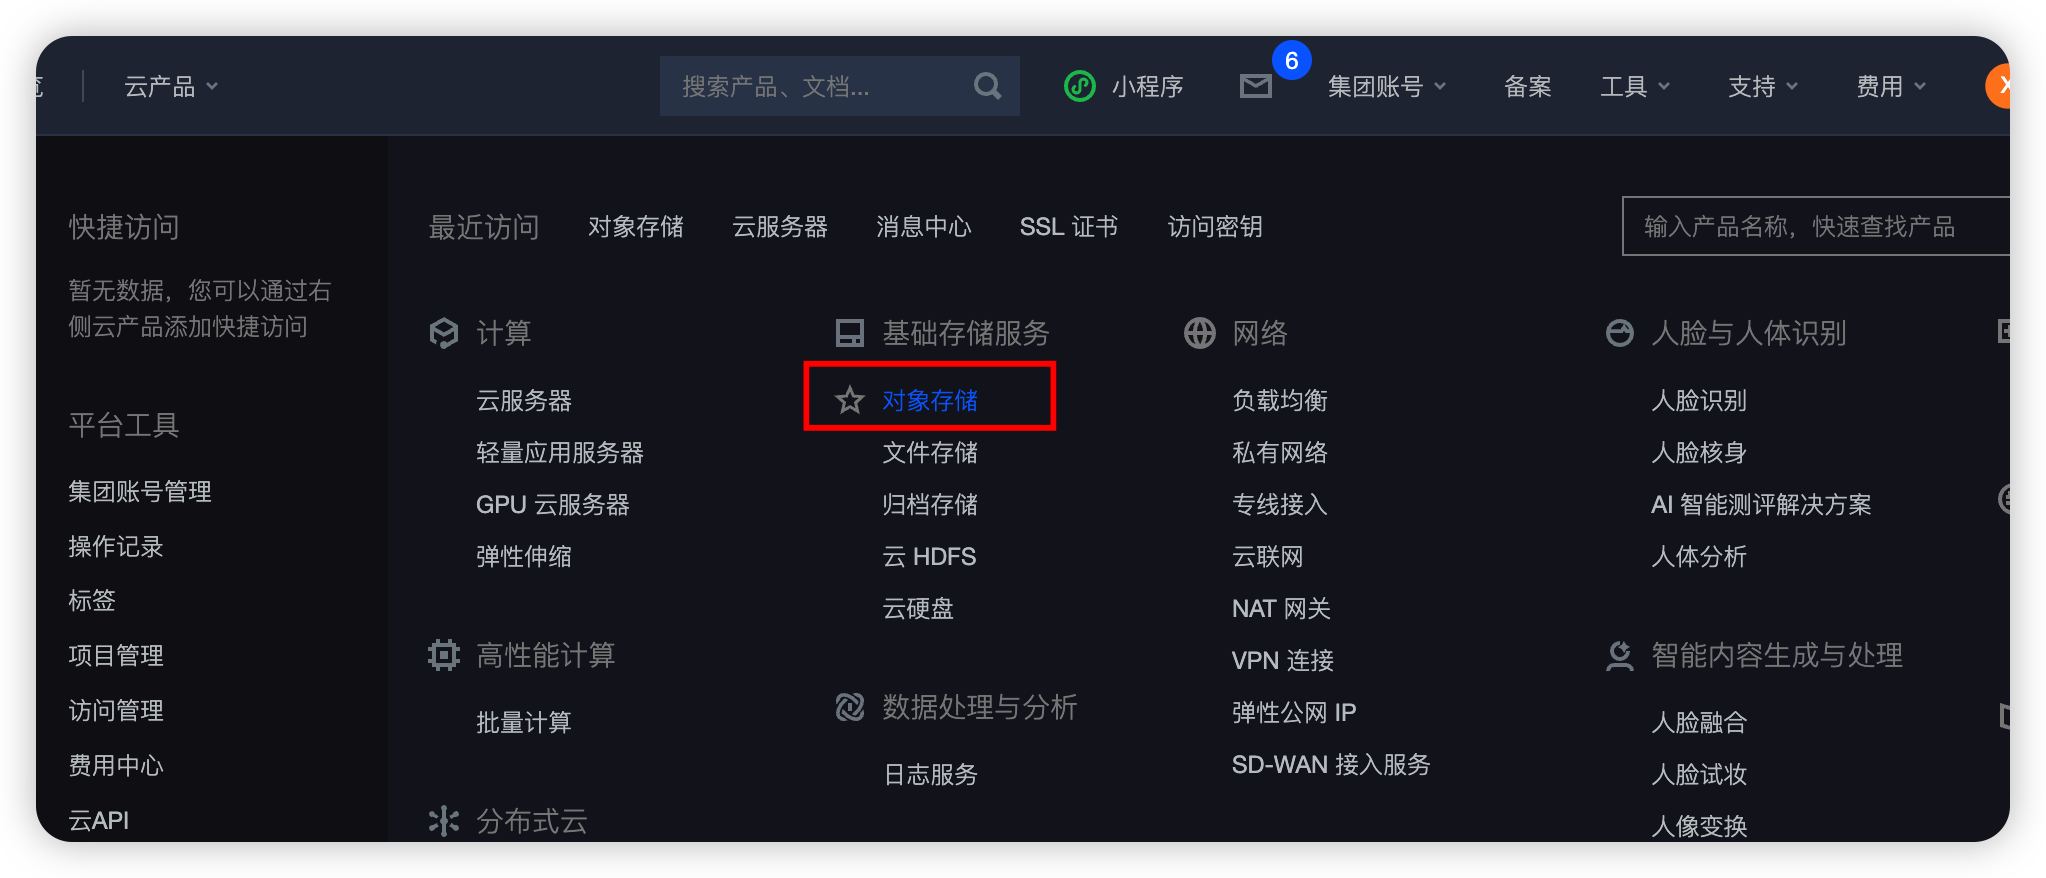 云产品
搜索产品、文档...
小程序
6
集团账号
备案
工具
支持
费用
X
快捷访问
暂无数据，您可以通过右
侧云产品添加快捷访问
平台工具
集团账号管理
操作记录
标签
项目管理
访问管理
费用中心
云API
最近访问 对象存储 云服务器 消息中心 SSL 证书 访问密钥
输入产品名称，快速查找产品
计算
云服务器
轻量应用服务器
GPU 云服务器
弹性伸缩
高性能计算
批量计算
分布式云
基础存储服务
对象存储
文件存储
归档存储
云 HDFS
云硬盘
数据处理与分析
日志服务
网络
负载均衡
私有网络
专线接入
云联网
NAT 网关
VPN 连接
弹性公网 IP
SD-WAN 接入服务
人脸与人体识别
人脸识别
人脸核身
AI 智能测评解决方案
人体分析
智能内容生成与处理
人脸融合
人脸试妆
人像变换